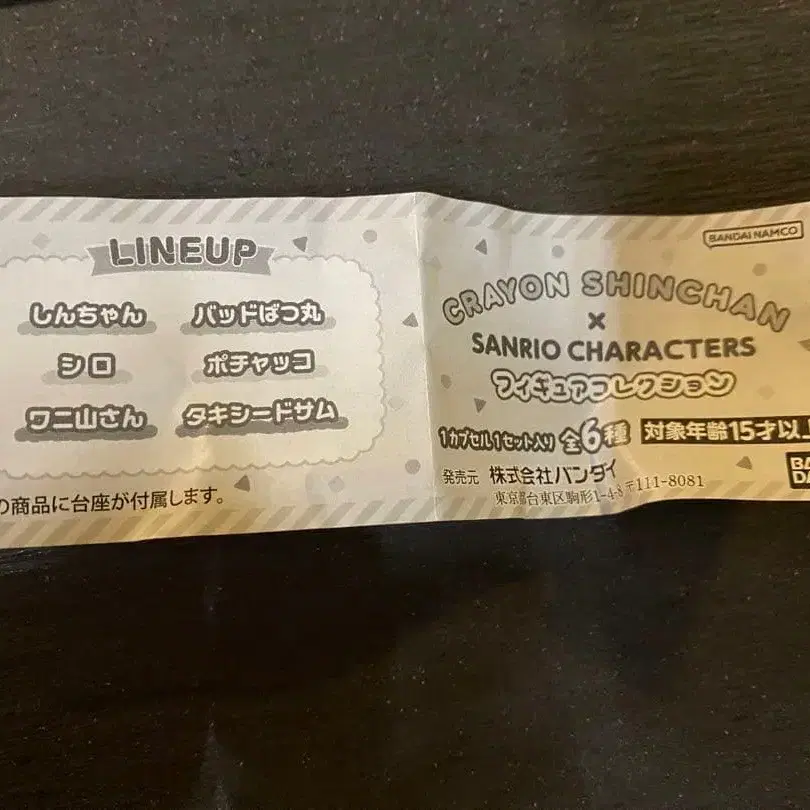 LINEUP
しんちゃん バッドばつ丸
シロ ポチャッコ
ワニ山さん タキシードサム
の商品に台座が付属します。
BANDAI NAMCO
CRAYON SHINCHAN
×
SANRIO CHARACTERS
フィギュアコレクション
1カプセル1セット入り 全6種 対象年齢15才以上
発売元 株式会社バンダイ
東京都台東区駒形1-4-8 〒111-8081
BA
DA